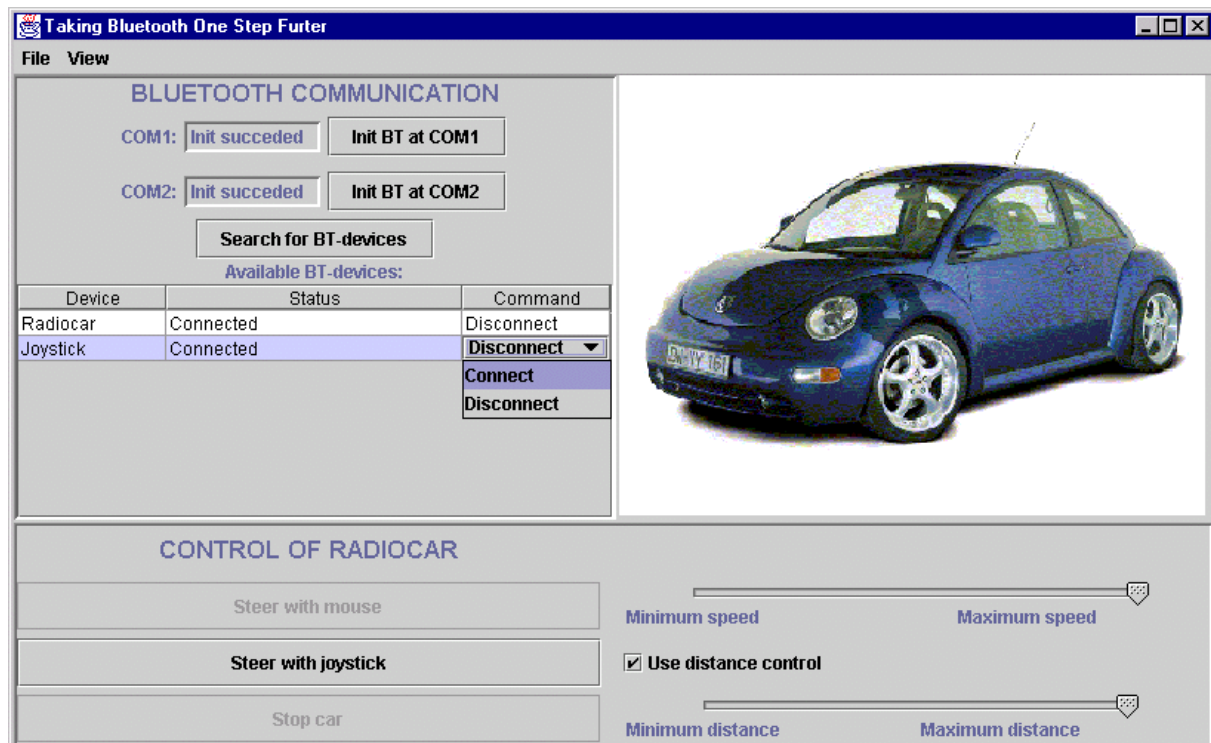 Taking Bluetooth One Step Furter
File View
BLUETOOTH COMMUNICATION
COM1: Init succeded Init BT at COM1
COM2: Init succeded Init BT at COM2
Search for BT-devices
Available BT-devices:
Device Status Command
Radiocar Connected Disconnect
Joystick Connected Disconnect
Connect
Disconnect
CONTROL OF RADIOCAR
Steer with mouse
Minimum speed Maximum speed
Steer with joystick
Use distance control
Stop car
Minimum distance Maximum distance